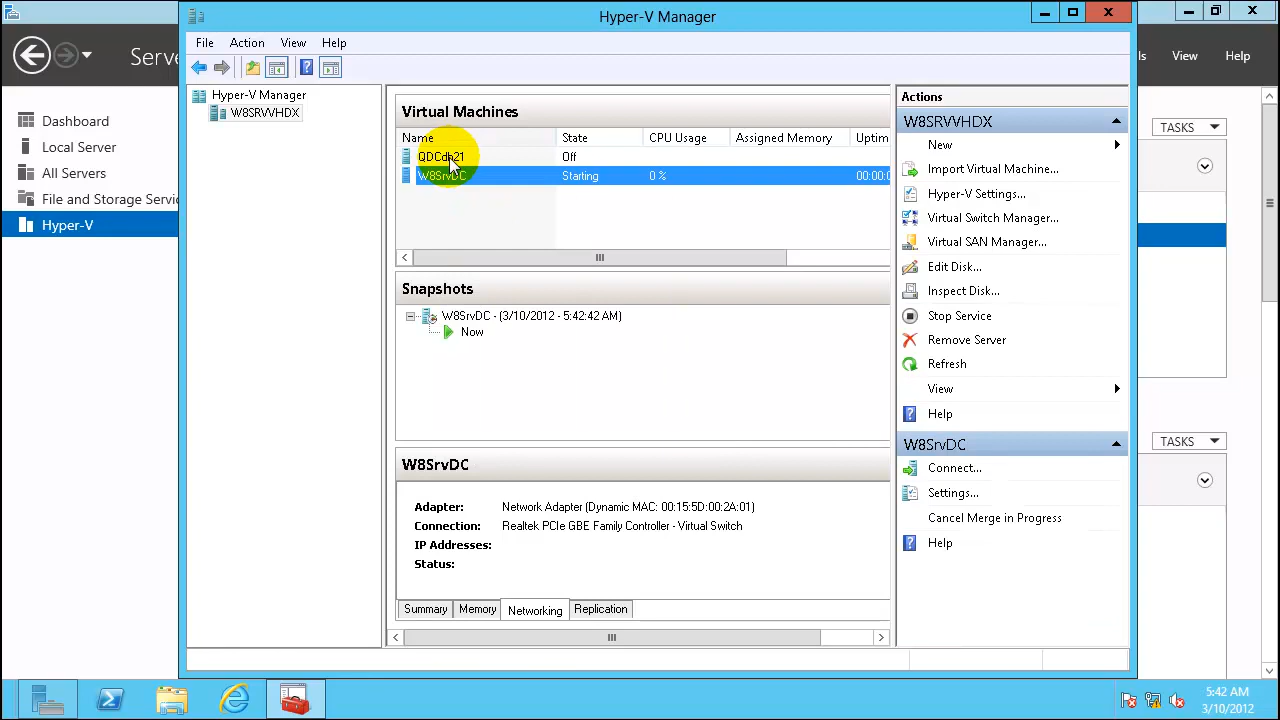 Hyper-V Manager
Serve
ls View Help
File Action View Help
Dashboard
Local Server
All Servers
File and Storage Servic
Hyper-V
Hyper-V Manager
W8SRVVHDX
Virtual Machines
Name State CPU Usage Assigned Memory Uptim
QDCdb21 Off
W8SrvDC Starting 0 % 00:00:0
Snapshots
W8SrvDC - (3/10/2012 - 5:42:42 AM)
Now
W8SrvDC
Adapter: Network Adapter (Dynamic MAC: 00:15:5D:00:2A:01)
Connection: Realtek PCIe GBE Family Controller - Virtual Switch
IP Addresses:
Status:
Summary Memory Networking Replication
Actions
W8SRVVHDX
New
Import Virtual Machine...
Hyper-V Settings...
Virtual Switch Manager...
Virtual SAN Manager...
Edit Disk...
Inspect Disk...
Stop Service
Remove Server
Refresh
View
Help
W8SrvDC
Connect...
Settings...
Cancel Merge in Progress
Help
TASKS
TASKS
5:42 AM
3/10/2012